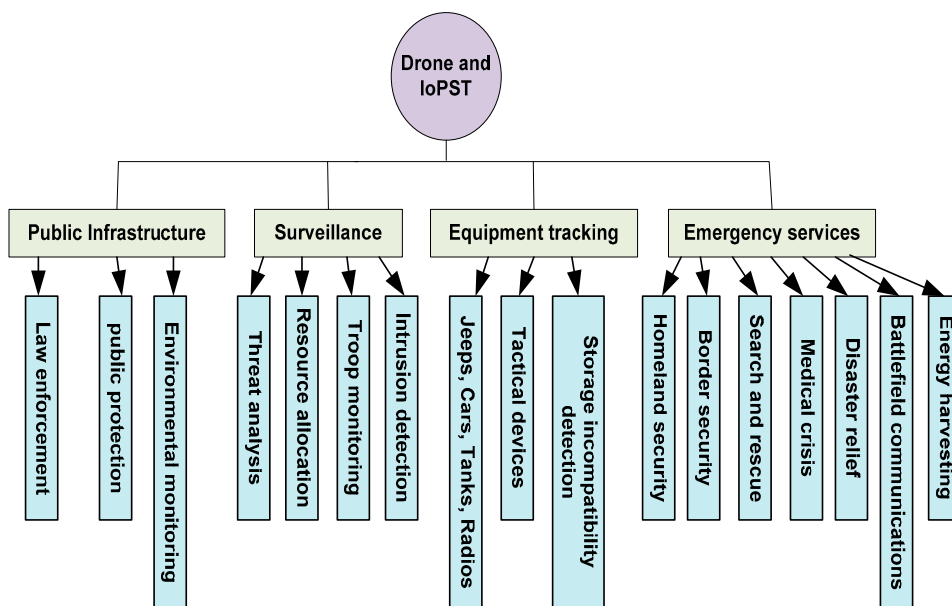 Drone and
IoPST
Public Infrastructure
Surveillance
Equipment tracking
Emergency services
Law enforcement
public protection
Environmental monitoring
Threat analysis
Resource allocation
Troop monitoring
Intrusion detection
Jeeps, Cars, Tanks, Radios
Tactical devices
Storage incompatibility
detection
Homeland security
Border security
Search and rescue
Medical crisis
Disaster relief
Battlefield communications
Energy harvesting